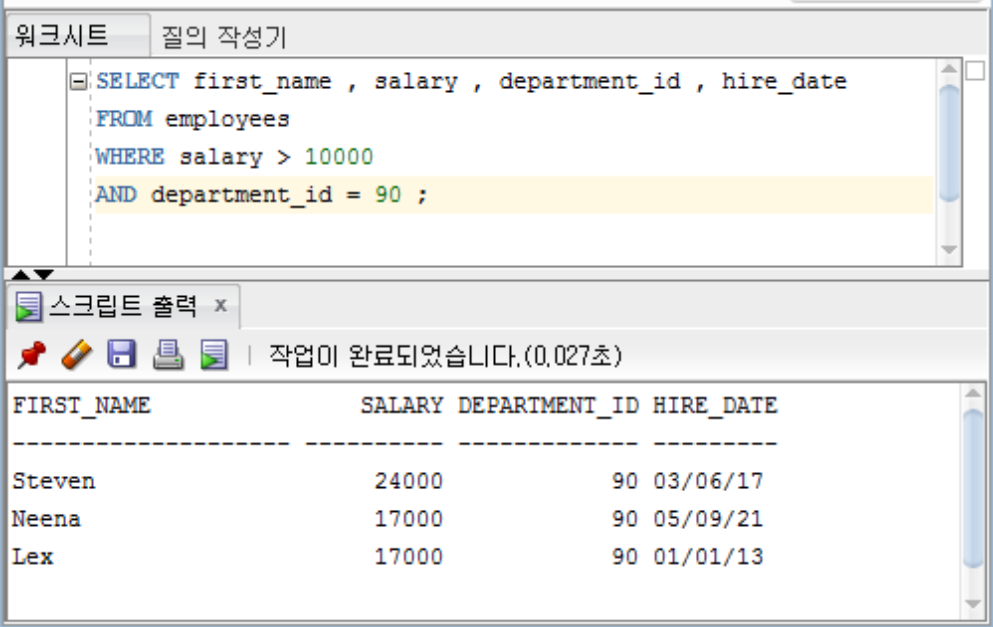 워크시트 질의 작성기
SELECT first_name , salary , department_id , hire_date
FROM employees
WHERE salary > 10000
AND department_id = 90 ;
스크립트 출력 x
작업이 완료되었습니다.(0.027초)
FIRST_NAME SALARY DEPARTMENT_ID HIRE_DATE
-------------------- ---------- ------------- ---------
Steven 24000 90 03/06/17
Neena 17000 90 05/09/21
Lex 17000 90 01/01/13